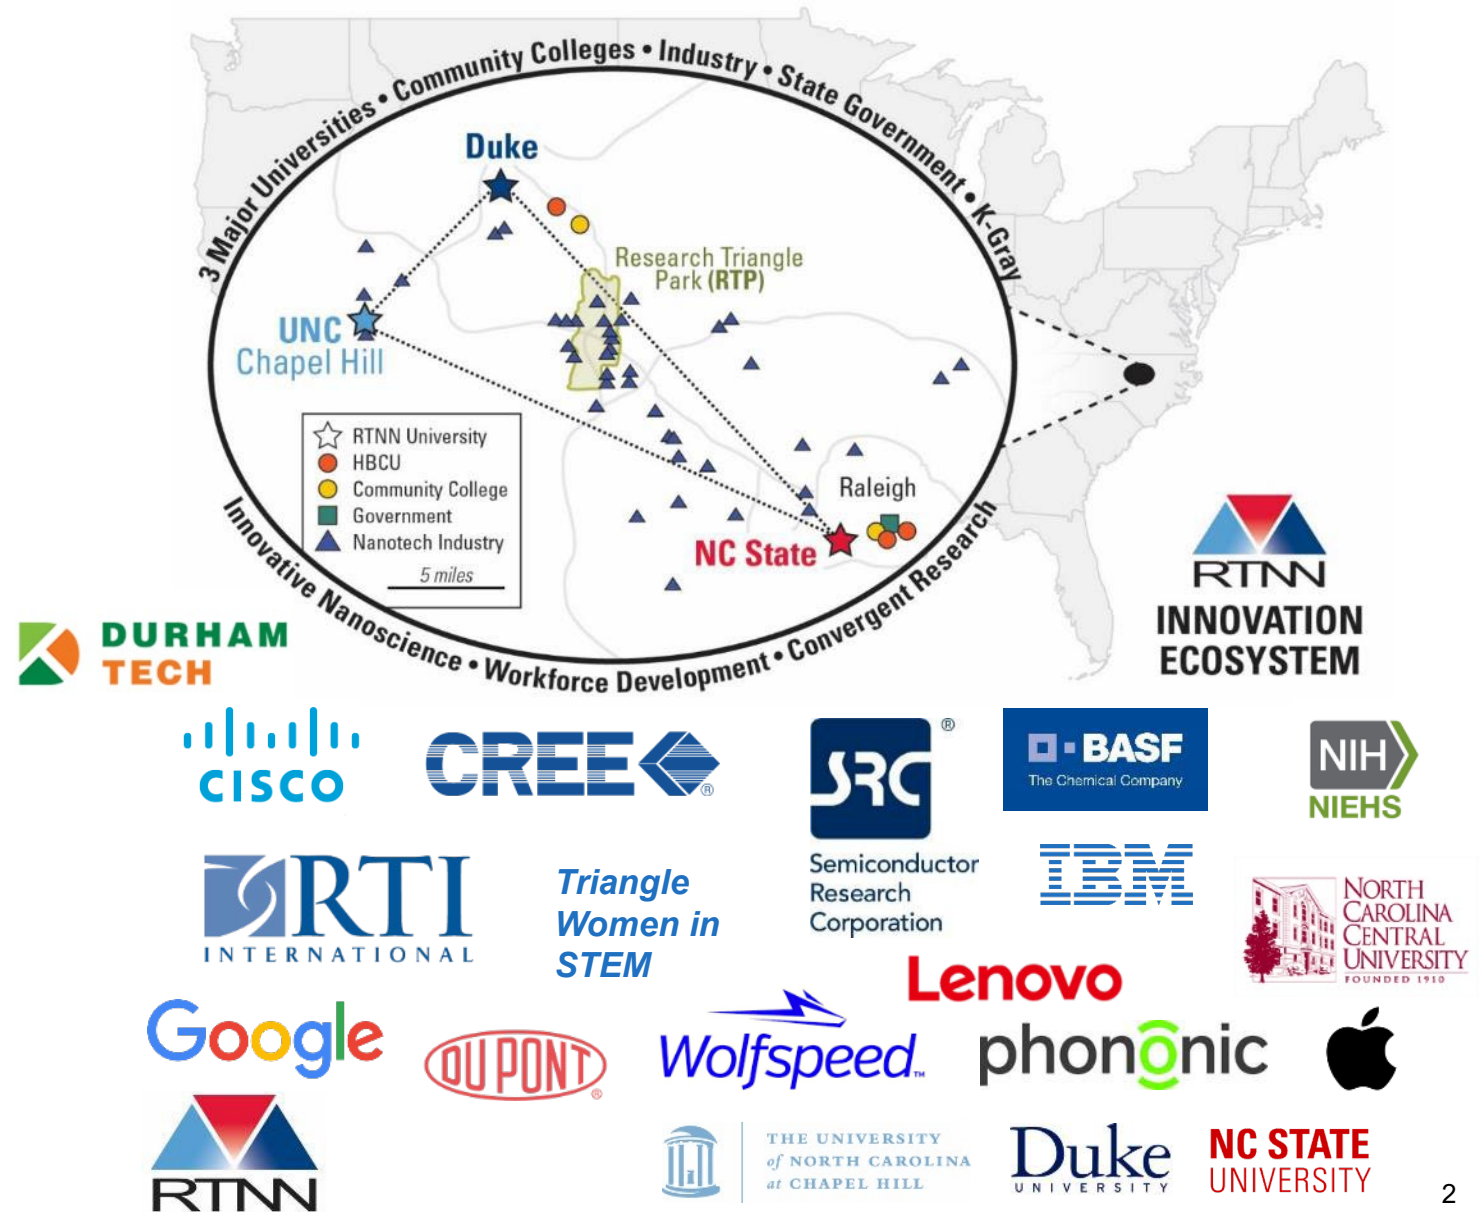 3 Major Universities • Community Colleges • Industry • State Government • K-Gray
Duke
Research Triangle
Park (RTP)
UNC
Chapel Hill
RTNN University
HBCU
Community College
Government
Nanotech Industry
5 miles
Raleigh
NC State
Innovative Nanoscience • Workforce Development • Convergent Research
RTNN
INNOVATION
ECOSYSTEM
DURHAM
TECH
CISCO
CREE®
SRC®
Semiconductor
Research
Corporation
BASF
The Chemical Company
NIH
NIEHS
RTI
INTERNATIONAL
Triangle
Women in
STEM
IBM
NORTH
CAROLINA
CENTRAL
UNIVERSITY
FOUNDED 1910
Lenovo
Google
DUPONT®
Wolfspeed™
phononic
RTNN
THE UNIVERSITY
of NORTH CAROLINA
at CHAPEL HILL
Duke
UNIVERSITY
NC STATE
UNIVERSITY
2